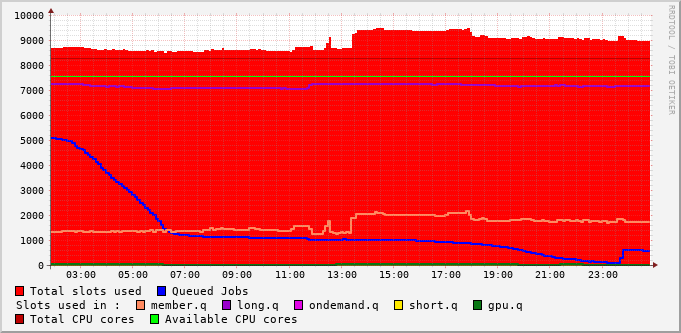 10000
9000
8000
7000
6000
5000
4000
3000
2000
1000
0
03:00 05:00 07:00 09:00 11:00 13:00 15:00 17:00 19:00 21:00 23:00
RRDTOOL / TOBI OETIKER
Total slots used Queued Jobs
Slots used in : member.q long.q ondemand.q short.q gpu.q
Total CPU cores Available CPU cores